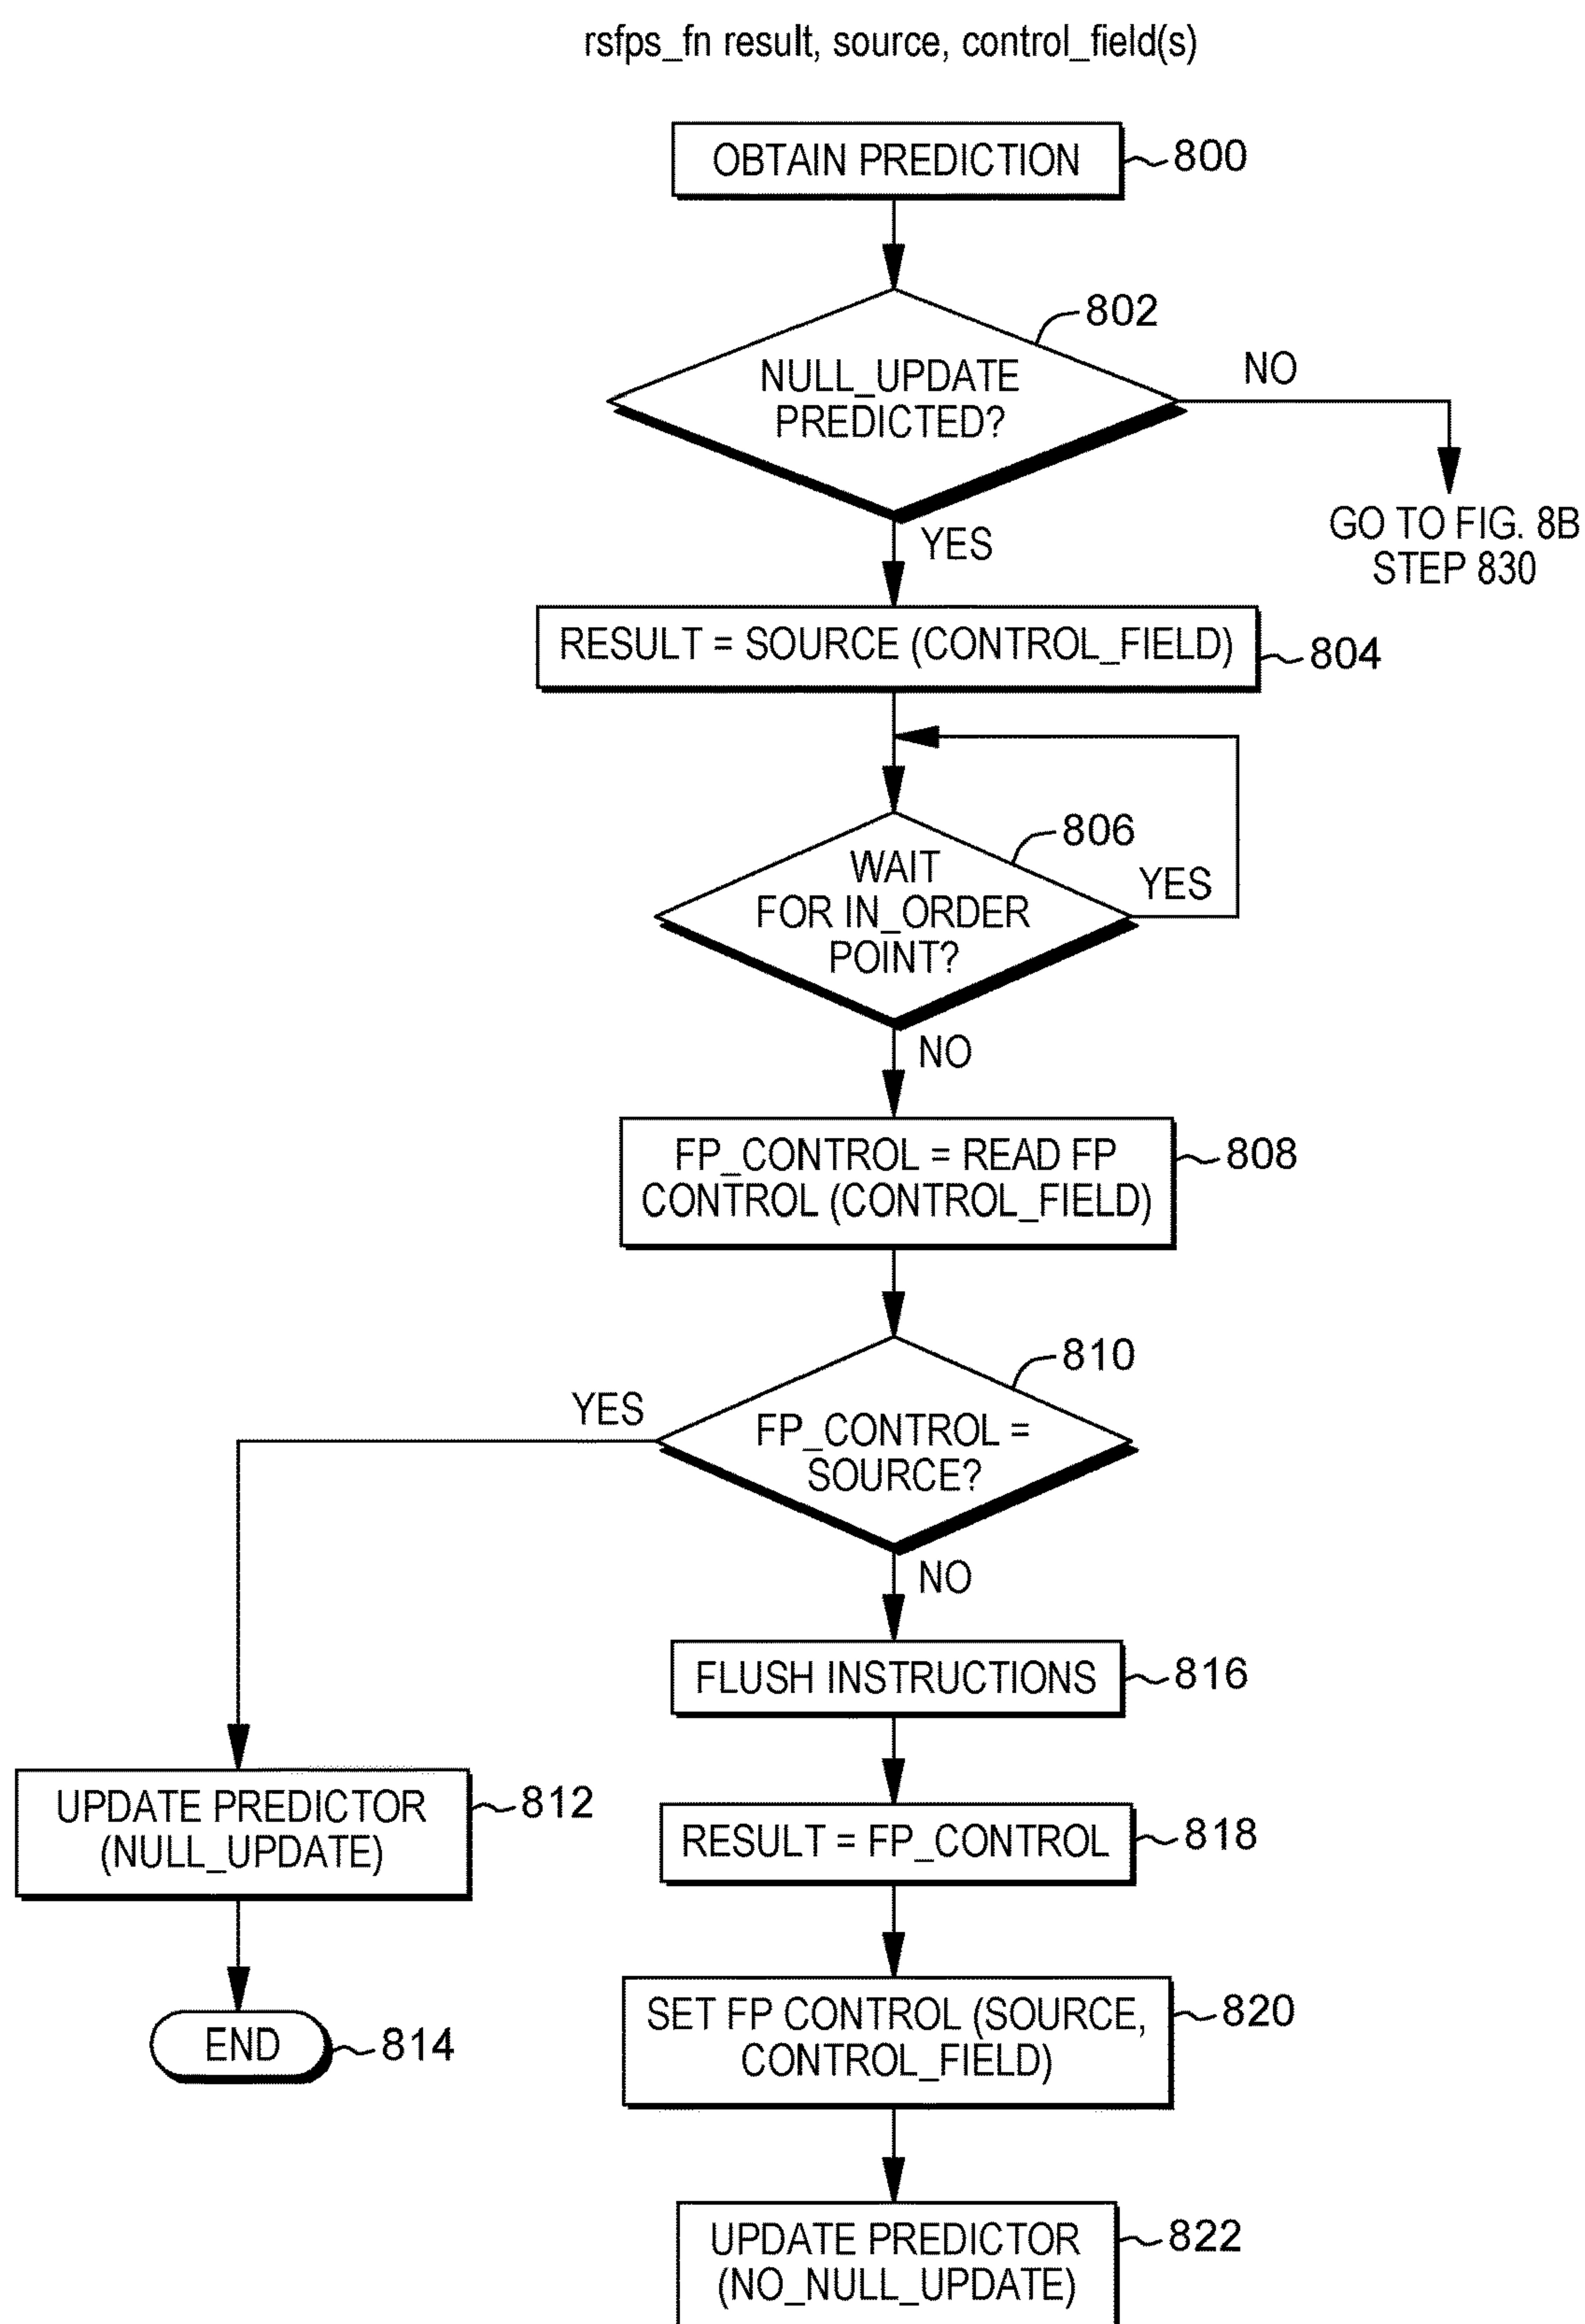 rsfps_fn result, source, control_field(s)
OBTAIN PREDICTION
800
802
NULL_UPDATE
PREDICTED?
NO
GO TO FIG. 8B
STEP 830
YES
RESULT = SOURCE (CONTROL_FIELD)
804
806
WAIT
FOR IN_ORDER
POINT?
YES
NO
FP_CONTROL = READ FP
CONTROL (CONTROL_FIELD)
808
810
FP_CONTROL =
SOURCE?
YES
NO
FLUSH INSTRUCTIONS
816
UPDATE PREDICTOR
(NULL_UPDATE)
812
RESULT = FP_CONTROL
818
END
814
SET FP CONTROL (SOURCE,
CONTROL_FIELD)
820
UPDATE PREDICTOR
(NO_NULL_UPDATE)
822